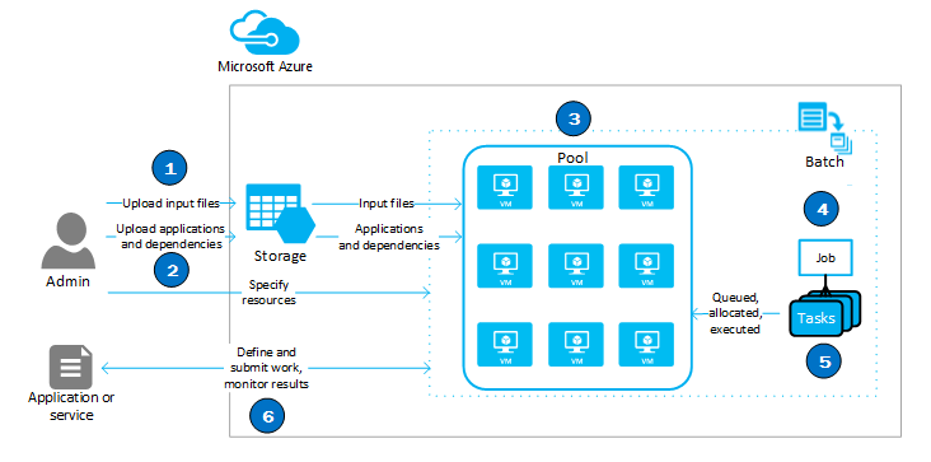 Microsoft Azure
3
Pool
Batch
1
Upload input files
Input files
VM
VM
VM
4
Upload applications
and dependencies
Applications
and dependencies
Storage
Admin
2
Job
Specify
resources
VM
VM
VM
Queued,
allocated,
executed
Tasks
Define and
submit work,
monitor results
VM
VM
VM
5
Application or
service
6